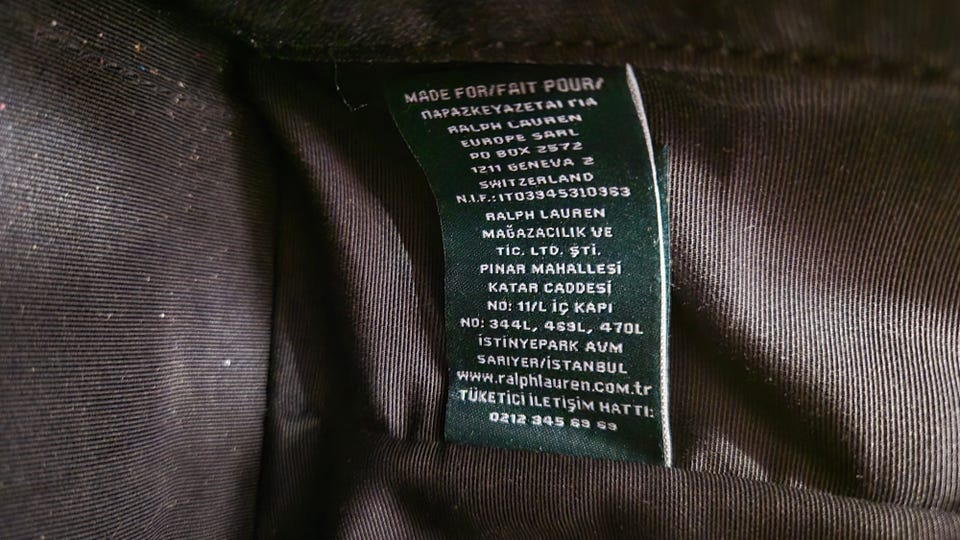 MADE FOR/FAIT POUR/
ΠΑΡΑΣΚΕΥΑΖΕΤΑΙ ΓΙΑ
RALPH LAUREN
EUROPE SARL
PO BOX 2572
1211 GENEVA 2
SWITZERLAND
N.I.F.: IT03945310963
RALPH LAUREN
MAĞAZACILIK VE
TİC. LTD. ŞTİ.
PINAR MAHALLESİ
KATAR CADDESİ
NO: 11/L İÇ KAPI
NO: 344L, 469L, 470L
İSTİNYEPARK AVM
SARIYER/İSTANBUL
www.ralphlauren.com.tr
TÜKETİCİ İLETİŞİM HATTI:
0212 345 69 69